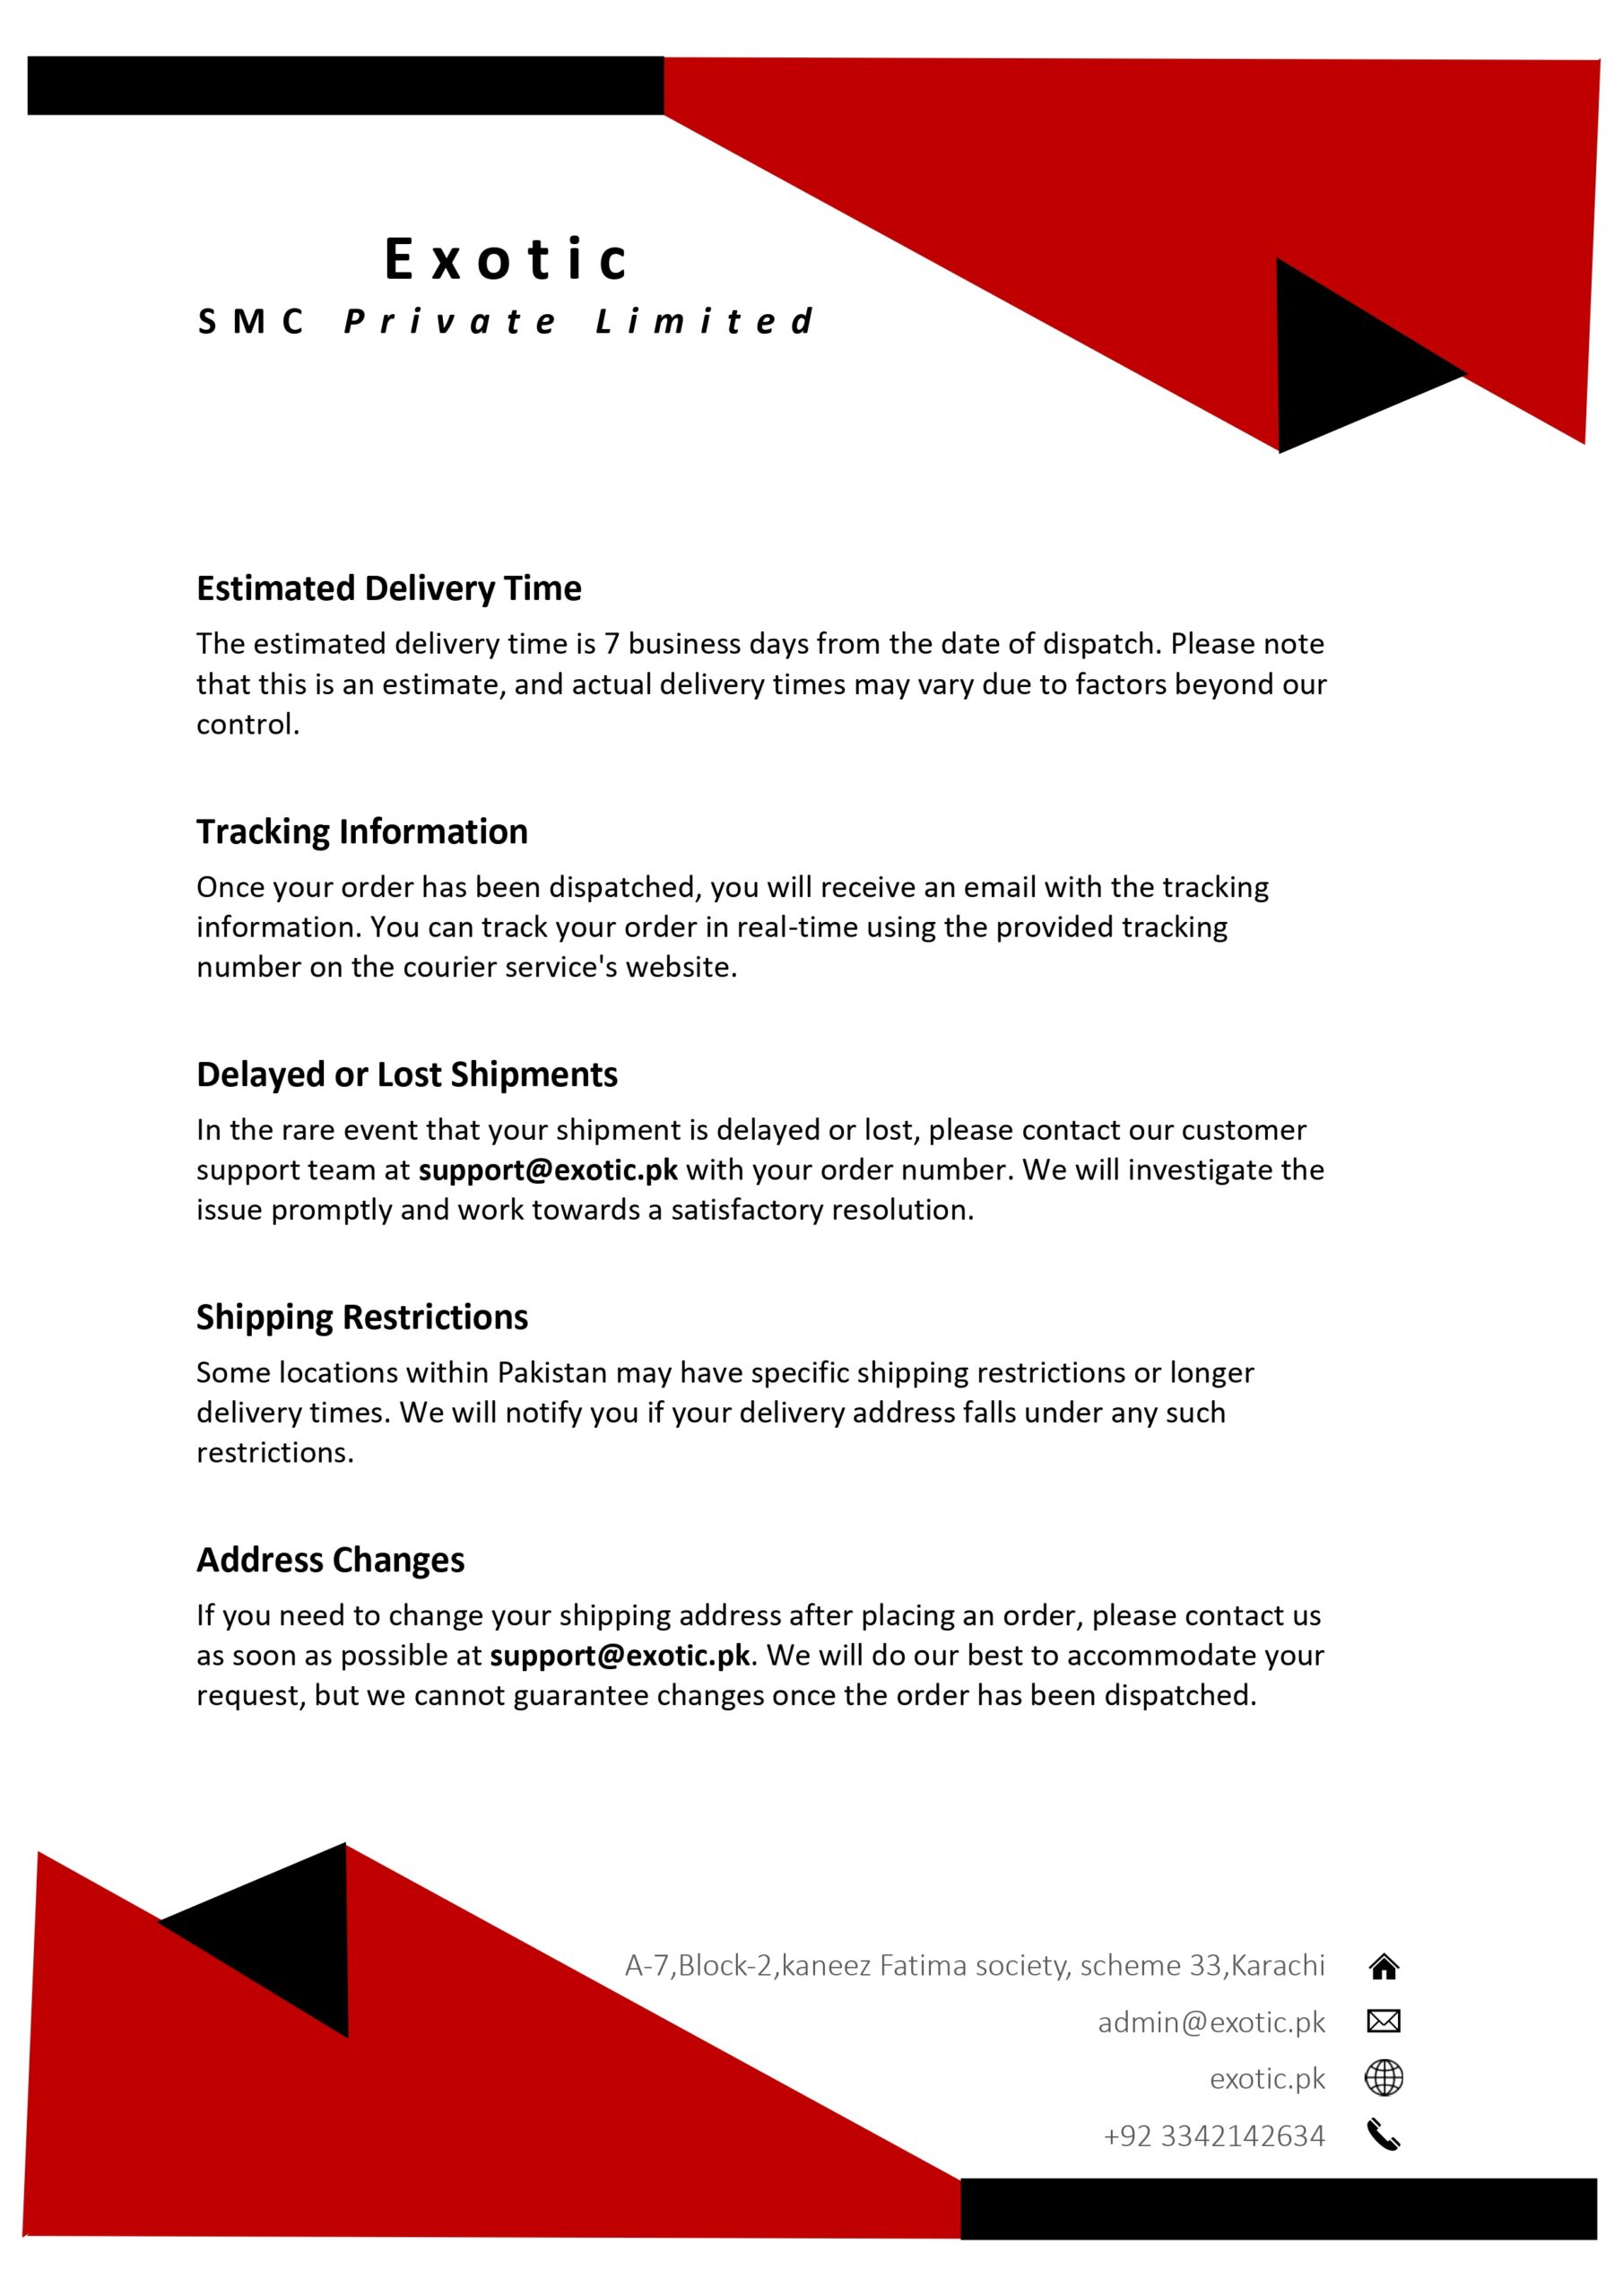 Exotic
SMC Private Limited
Estimated Delivery Time
The estimated delivery time is 7 business days from the date of dispatch. Please note
that this is an estimate, and actual delivery times may vary due to factors beyond our
control.
Tracking Information
Once your order has been dispatched, you will receive an email with the tracking
information. You can track your order in real-time using the provided tracking
number on the courier service's website.
Delayed or Lost Shipments
In the rare event that your shipment is delayed or lost, please contact our customer
support team at support@exotic.pk with your order number. We will investigate the
issue promptly and work towards a satisfactory resolution.
Shipping Restrictions
Some locations within Pakistan may have specific shipping restrictions or longer
delivery times. We will notify you if your delivery address falls under any such
restrictions.
Address Changes
If you need to change your shipping address after placing an order, please contact us
as soon as possible at support@exotic.pk. We will do our best to accommodate your
request, but we cannot guarantee changes once the order has been dispatched.
A-7,Block-2,kaneez Fatima society, scheme 33,Karachi
admin@exotic.pk
exotic.pk
+92 3342142634